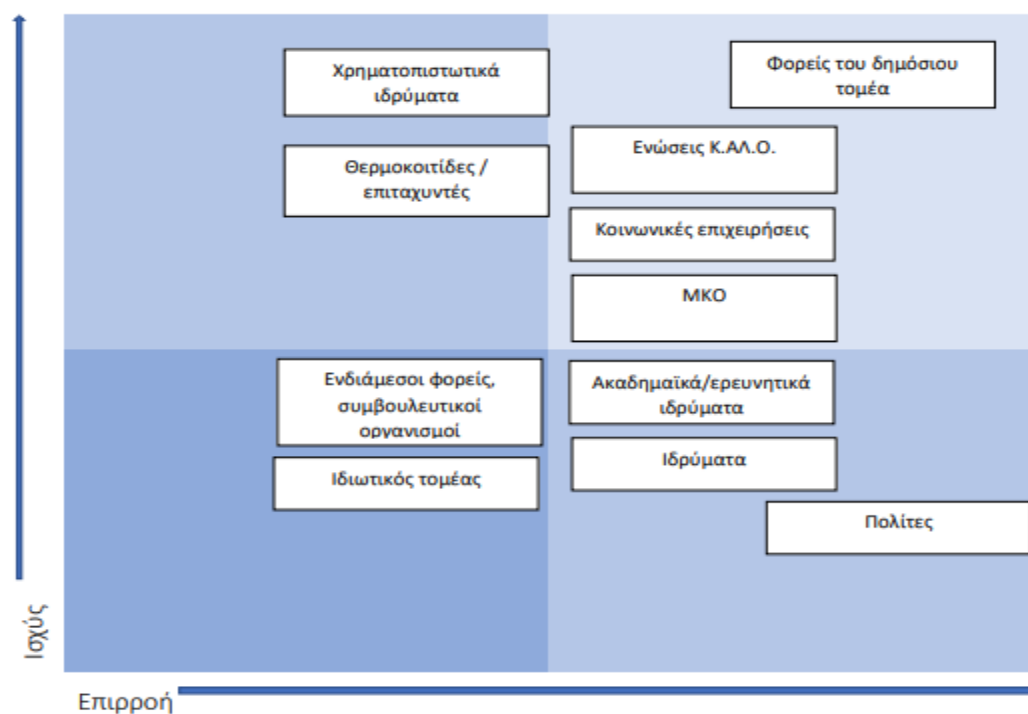 Χρηματοπιστωτικά
ιδρύματα
Φορείς του δημόσιου
τομέα
Θερμοκοιτίδες /
επιταχυντές
Ενώσεις Κ.ΑΛ.Ο.
Κοινωνικές επιχειρήσεις
ΜΚΟ
Ενδιάμεσοι φορείς,
συμβουλευτικοί
οργανισμοί
Ακαδημαϊκά/ερευνητικά
ιδρύματα
Ιδιωτικός τομέας
Ιδρύματα
Πολίτες
Ισχύς
Επιρροή